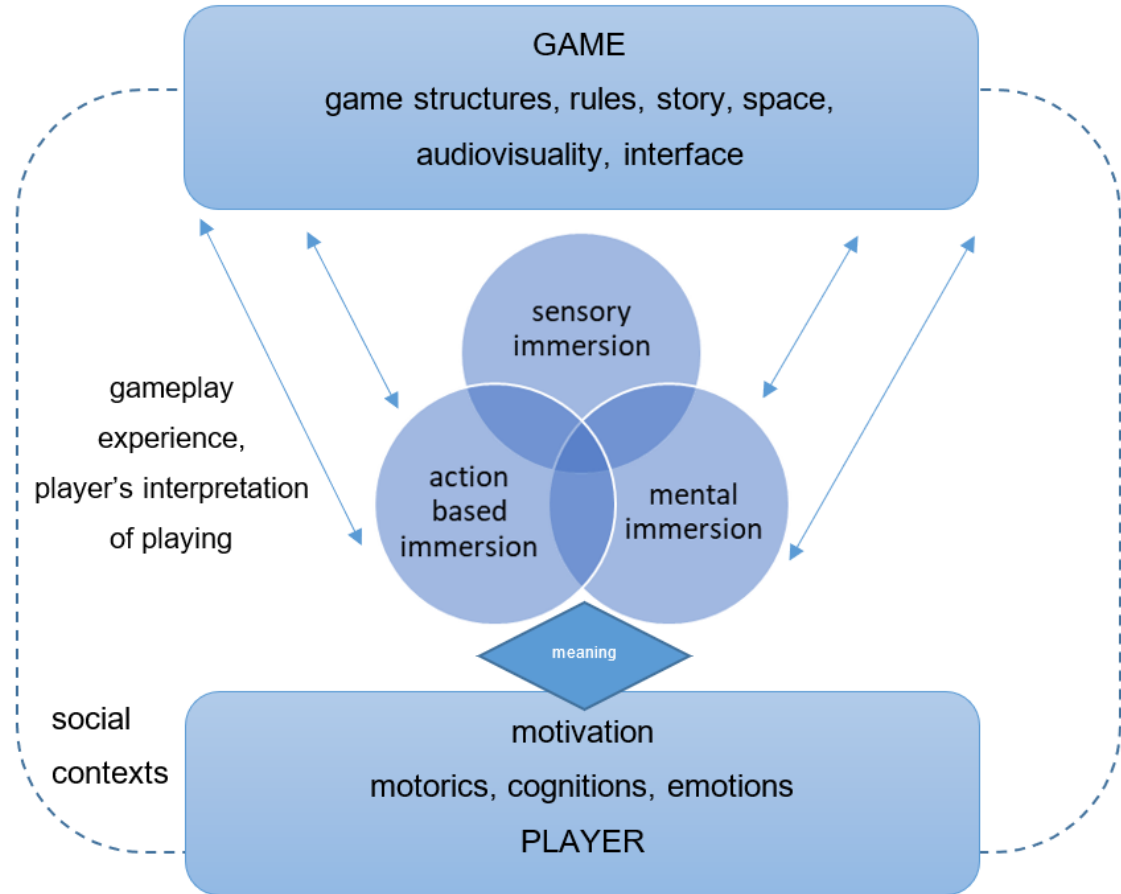 GAME
game structures, rules, story, space,
audiovisuality, interface
sensory
immersion
gameplay
experience,
player’s interpretation
of playing
action
based
immersion
mental
immersion
meaning
social
contexts
motivation
motorics, cognitions, emotions
PLAYER